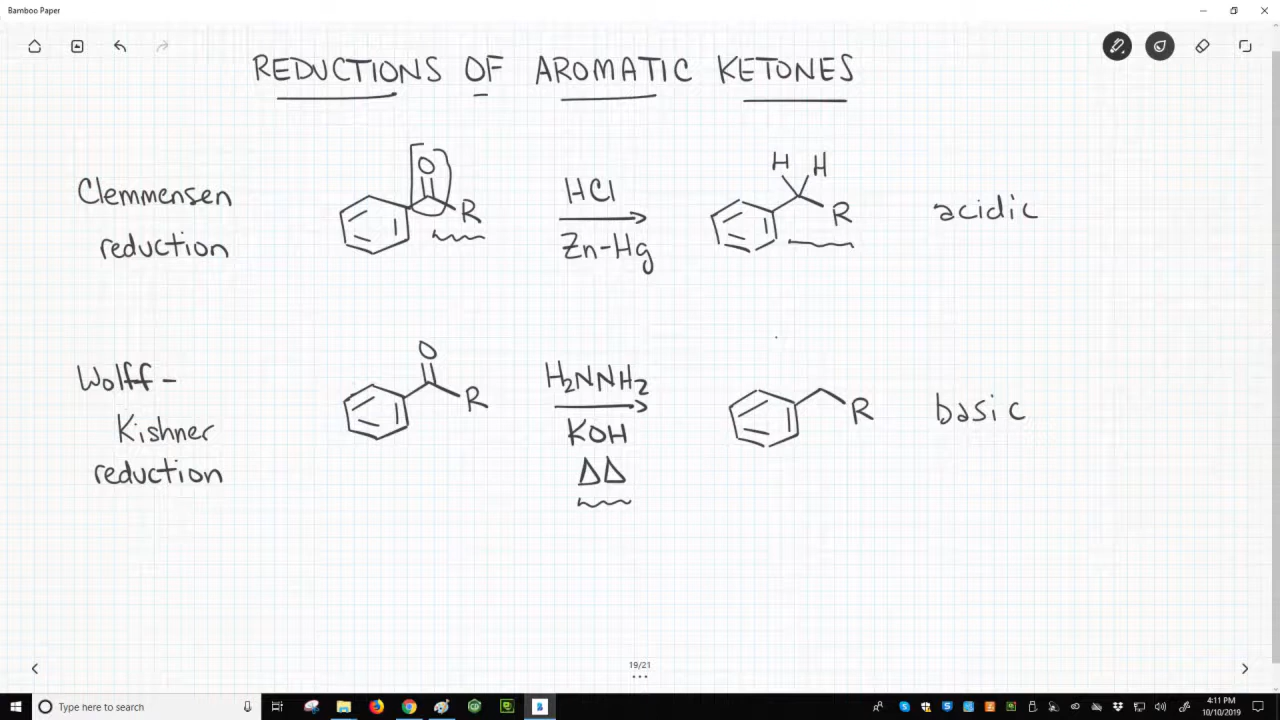 Bamboo Paper
REDUCTIONS OF AROMATIC KETONES
Clemmensen
reduction
O
R
HCl
Zn-Hg
H H
R
acidic
Wolff -
Kishner
reduction
O
R
H₂NNH₂
KOH
ΔΔ
R
basic
19/21
Type here to search
4:11 PM
10/10/2019